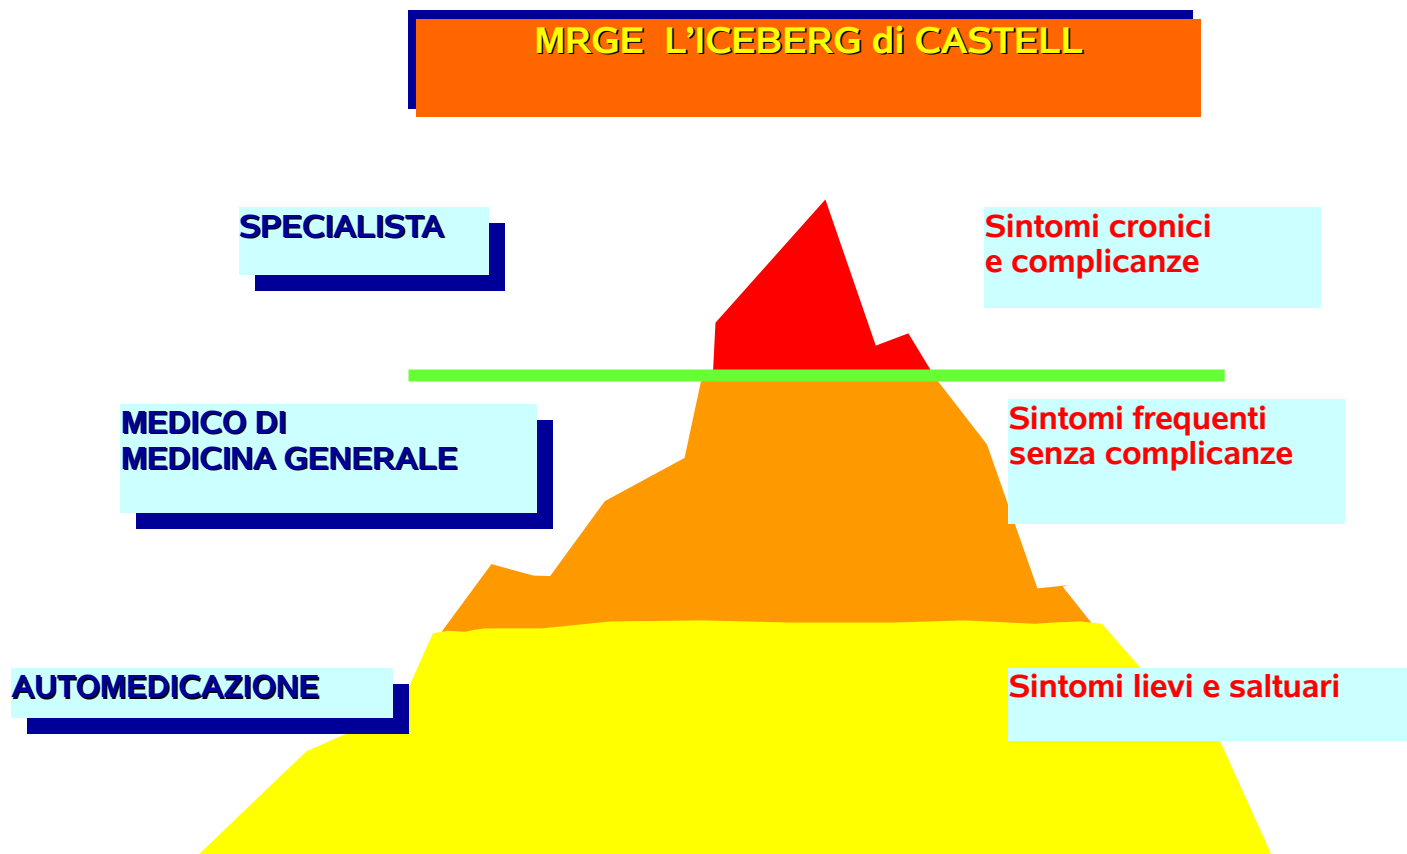 MRGE L’ICEBERG di CASTELL
SPECIALISTA
Sintomi cronici
e complicanze
MEDICO DI
MEDICINA GENERALE
Sintomi frequenti
senza complicanze
AUTOMEDICAZIONE
Sintomi lievi e saltuari